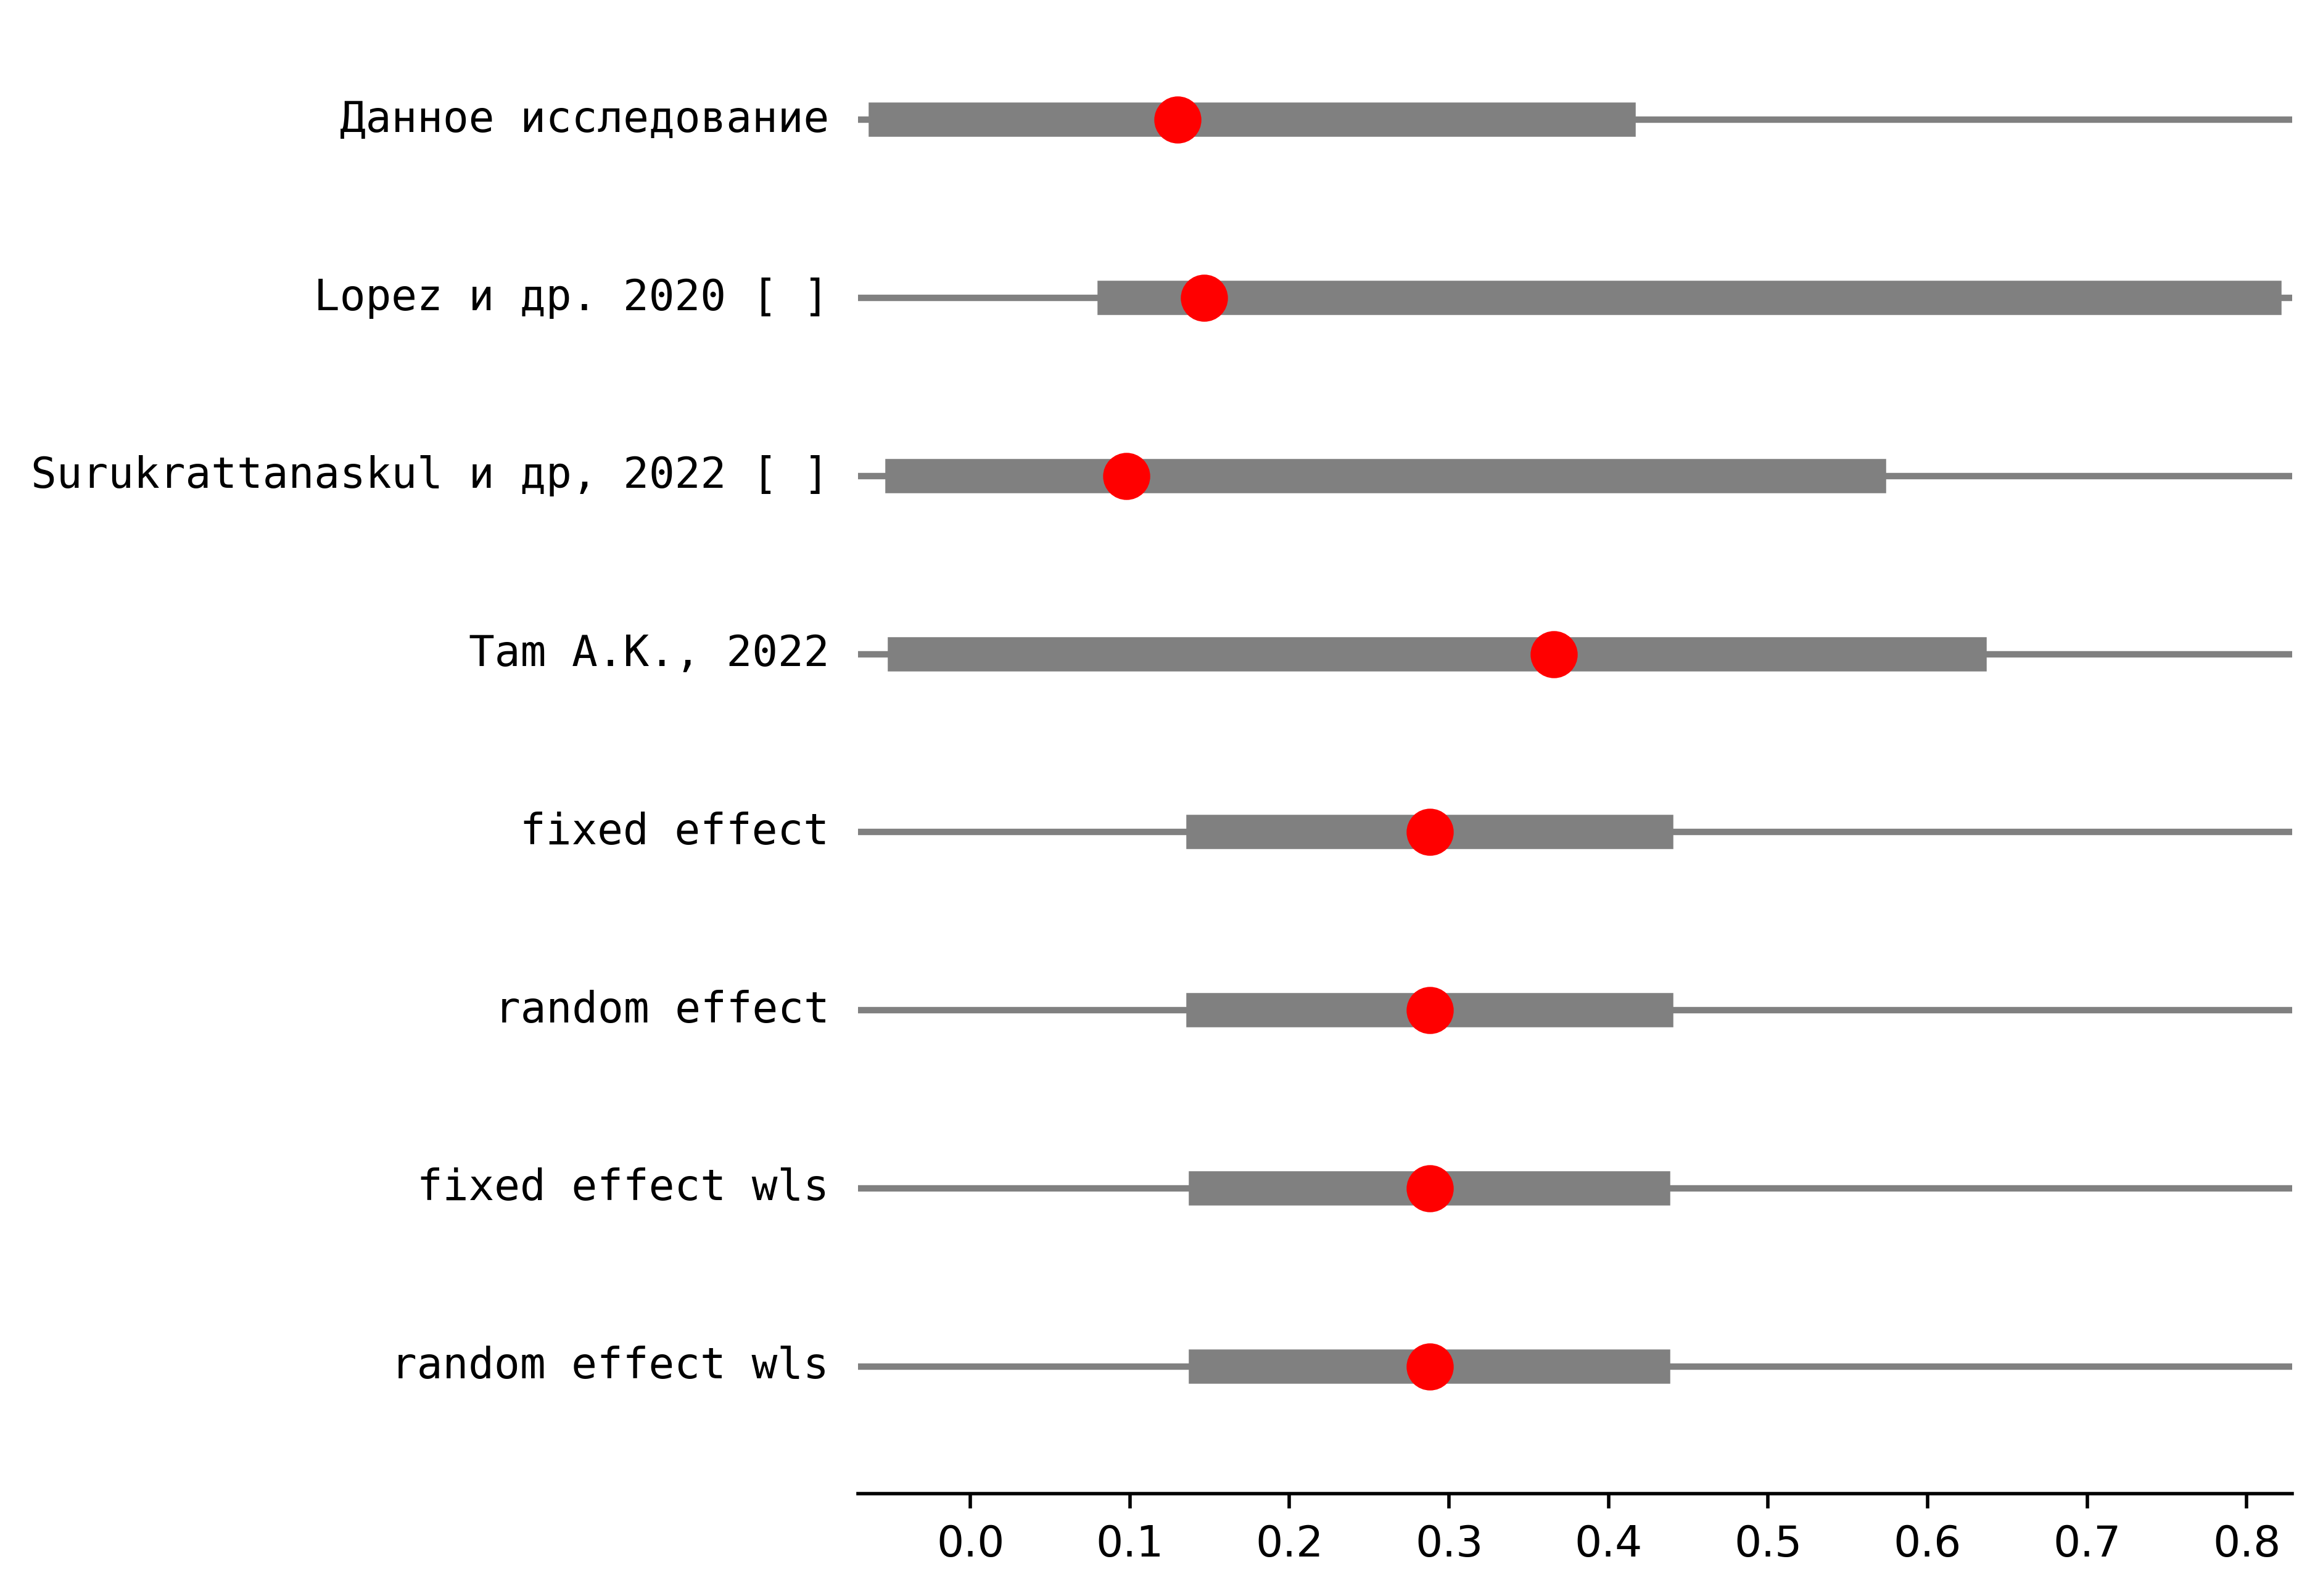 Данное исследование
Lopez и др. 2020 [ ]
Surukrattanaskul и др, 2022 [ ]
Tam A.K., 2022
fixed effect
random effect
fixed effect wls
random effect wls
0.0 0.1 0.2 0.3 0.4 0.5 0.6 0.7 0.8